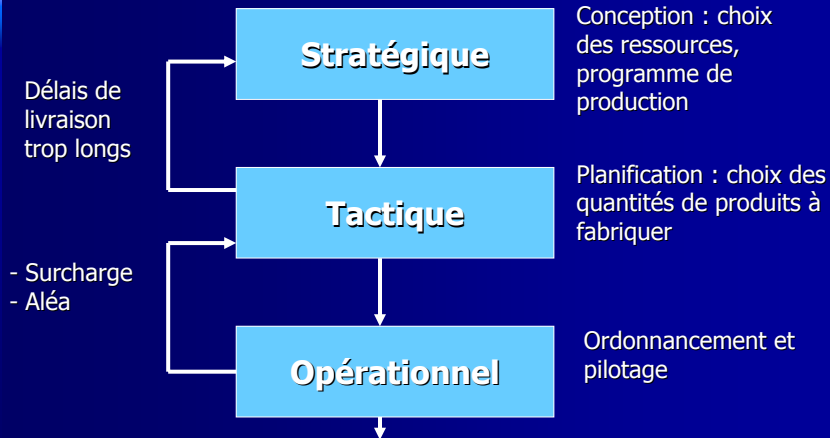 Stratégique
Conception : choix
des ressources,
programme de
production
Délais de
livraison
trop longs
Tactique
Planification : choix des
quantités de produits à
fabriquer
- Surcharge
- Aléa
Opérationnel
Ordonnancement et
pilotage